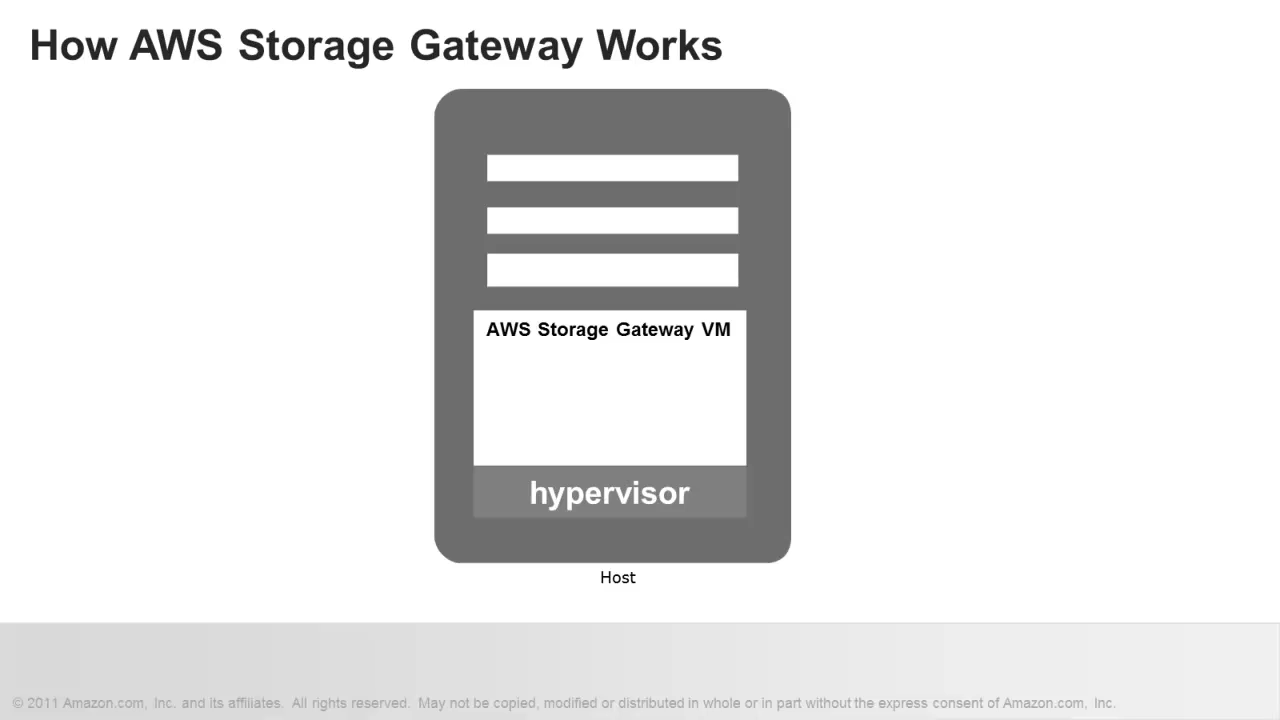 How AWS Storage Gateway Works
AWS Storage Gateway VM
hypervisor
Host
© 2011 Amazon.com, Inc. and its affiliates. All rights reserved. May not be copied, modified or distributed in whole or in part without the express consent of Amazon.com, Inc.